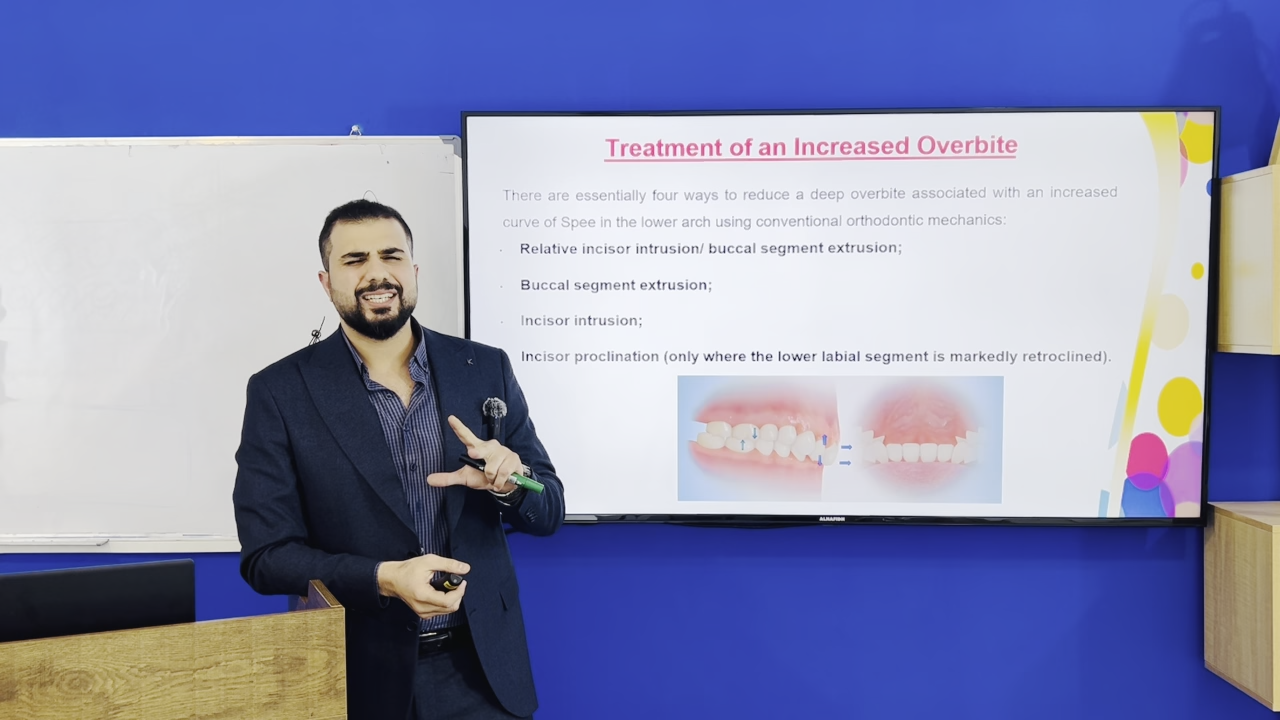 Treatment of an Increased Overbite
There are essentially four ways to reduce a deep overbite associated with an increased
curve of Spee in the lower arch using conventional orthodontic mechanics:
· Relative incisor intrusion/ buccal segment extrusion;
· Buccal segment extrusion;
· Incisor intrusion;
Incisor proclination (only where the lower labial segment is markedly retroclined).